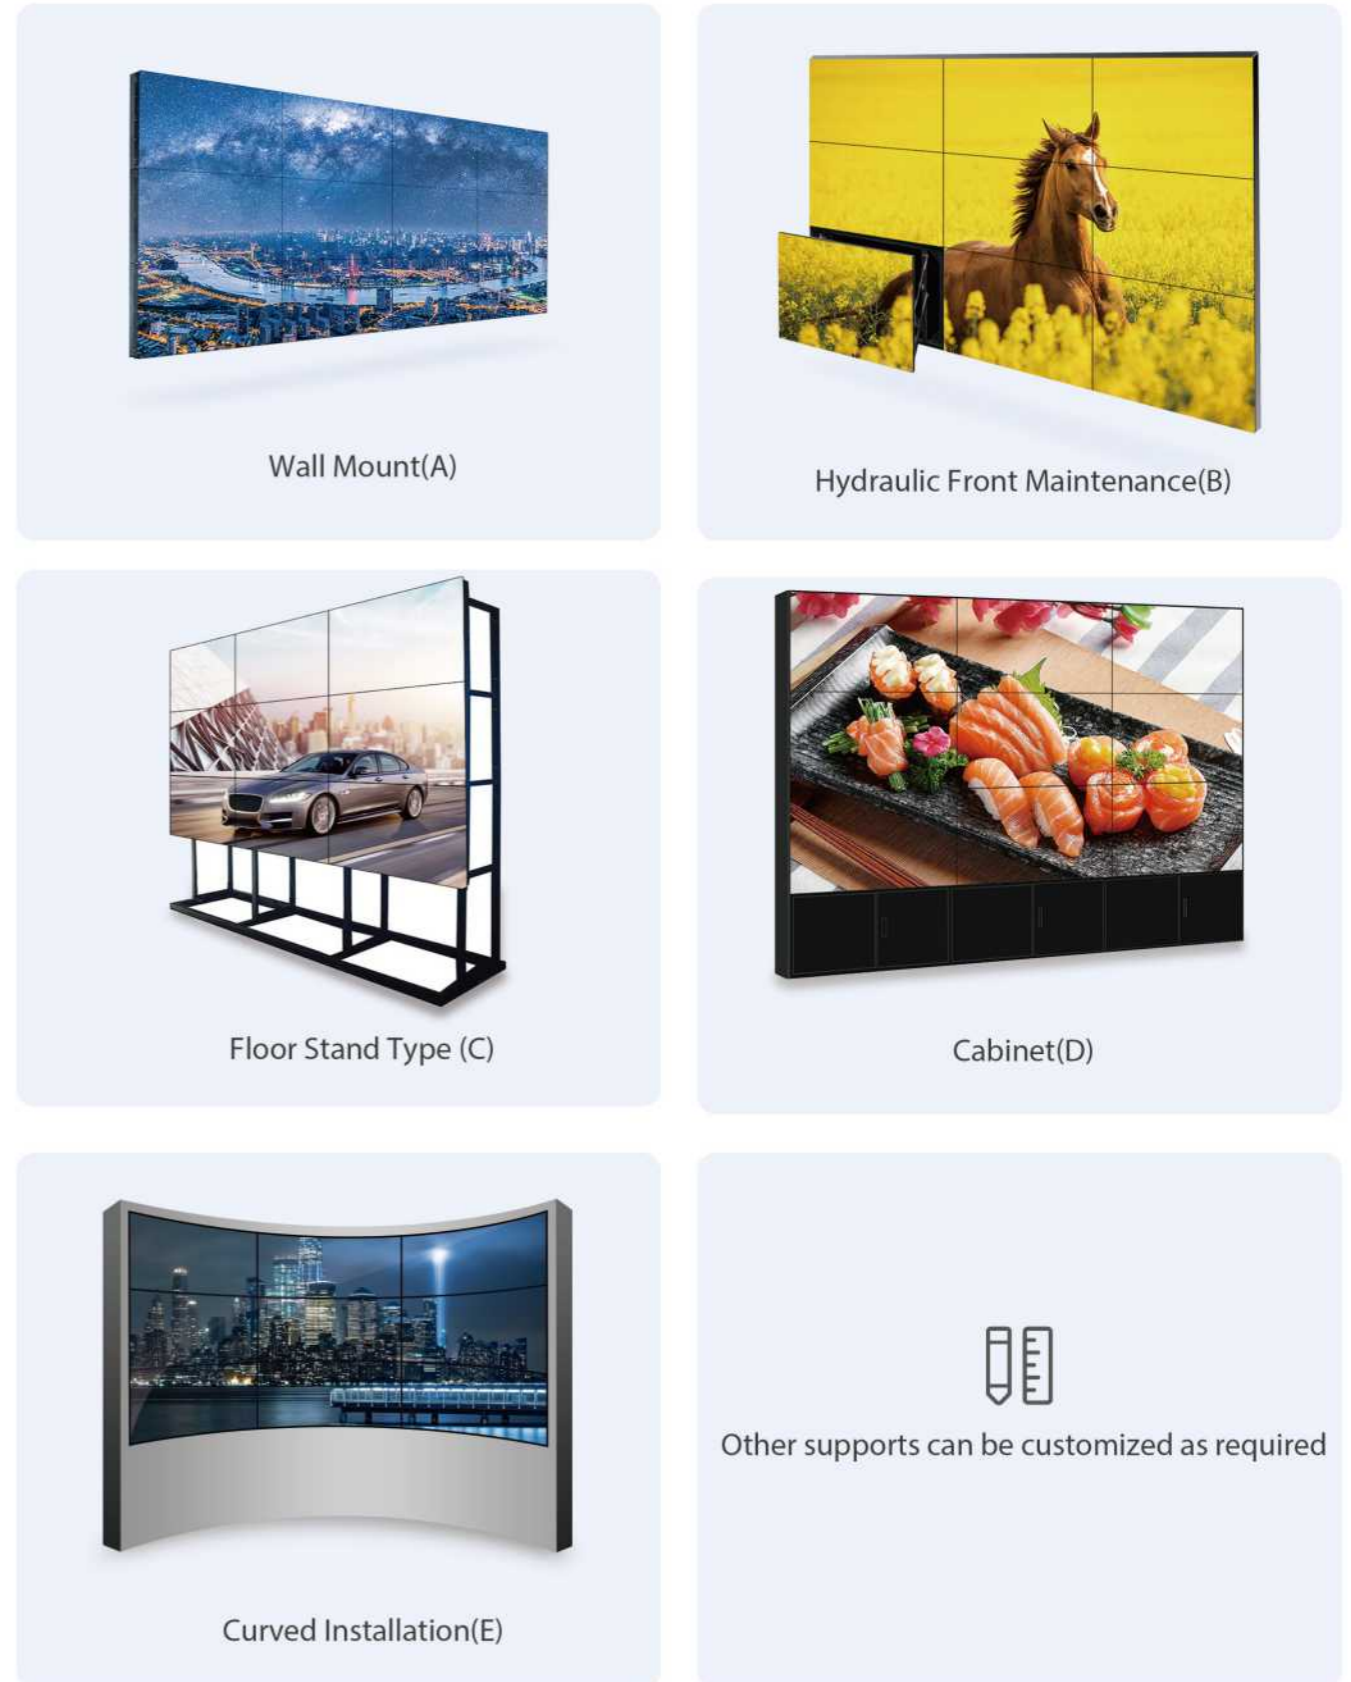 Wall Mount(A)
Hydraulic Front Maintenance(B)
Floor Stand Type (C)
Cabinet(D)
Curved Installation(E)
Other supports can be customized as required